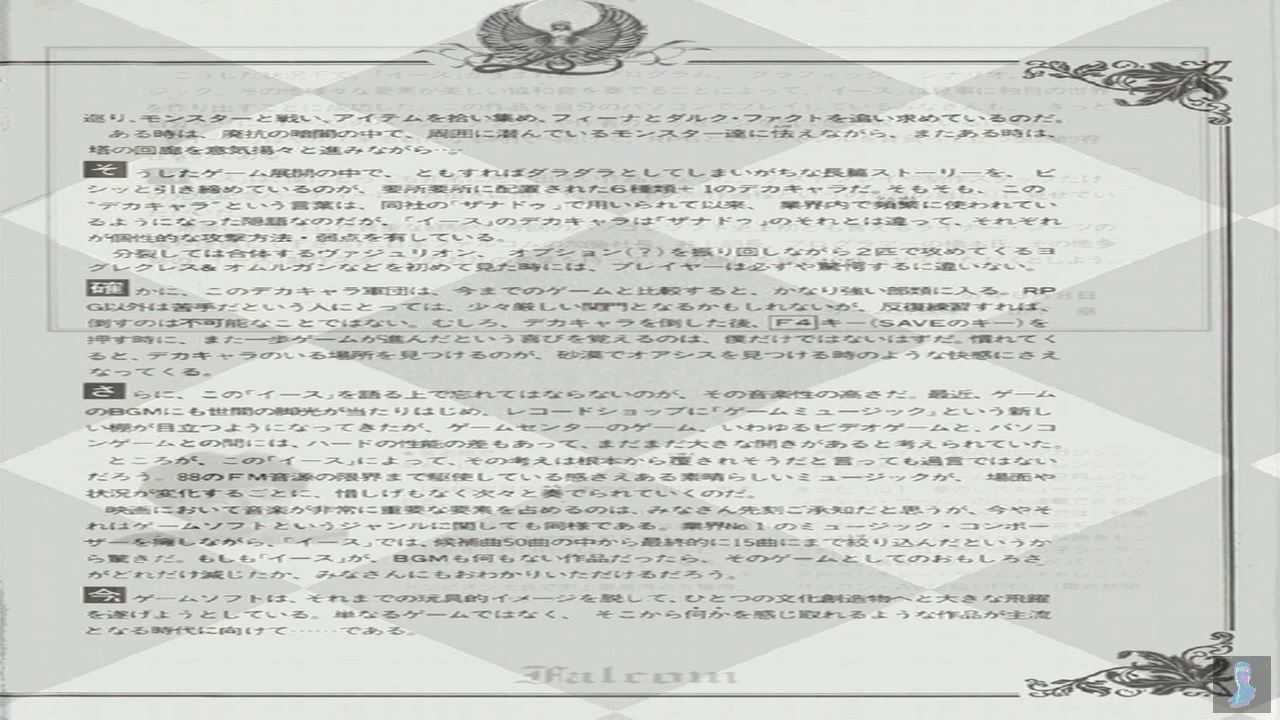 巡り、モンスターと戦い、アイテムを拾い集め、フィーナとダルク・ファクトを追い求めているのだ。
ある時は、廃坑の暗闇の中で、周囲に潜んでいるモンスター達に怯えながら、またある時は、
塔の回廊を意気揚々と進みながら…。
そうしたゲーム展開の中で、ともすればダラダラとしてしまいがちな長篇ストーリーを、ビ
シッと引き締めているのが、要所要所に配置された6種類+1のデカキャラだ。そもそも、この
"デカキャラ"という言葉は、同社の「ザナドゥ」で用いられて以来、業界内で頻繁に使われてい
るようになった隠語なのだが、「イース」のデカキャラは「ザナドゥ」のそれとは違って、それぞれ
が個性的な攻撃方法・弱点を有している。
分裂しては合体するヴァジュリオン、オプション(?)を振り回しながら2匹で攻めてくるヨ
グレクレス&オムルガンなどを初めて見た時には、プレイヤーは必ずや驚愕するに違いない。
確かに、このデカキャラ軍団は、今までのゲームと比較すると、かなり強い部類に入る。RP
G以外は苦手だという人にとっては、少々厳しい関門となるかもしれないが、反復練習すれば、
倒すのは不可能なことではない。むしろ、デカキャラを倒した後、F4キー(SAVEのキー)を
押す時に、また一歩ゲームが進んだという喜びを覚えるのは、僕だけではないはずだ。慣れてく
ると、デカキャラのいる場所を見つけるのが、砂漠でオアシスを見つける時のような快感にさえ
なってくる。
さらに、この「イース」を語る上で忘れてはならないのが、その音楽性の高さだ。最近、ゲーム
のBGMにも世間の脚光が当たりはじめ、レコードショップに「ゲームミュージック」という新し
い棚が目立つようになってきたが、ゲームセンターのゲーム、いわゆるビデオゲームと、パソコ
ンゲームとの間には、ハードの性能の差もあって、まだまだ大きな開きがあると考えられていた。
ところが、この「イース」によって、その考えは根本から覆されそうだと言っても過言ではない
だろう。88のFM音源の限界まで駆使している感さえある素晴らしいミュージックが、場面や
状況が変化するごとに、惜しげもなく次々と奏でられていくのだ。
映画において音楽が非常に重要な要素を占めるのは、みなさん先刻ご承知だと思うが、今やそ
れはゲームソフトというジャンルに関しても同様である。業界No.1のミュージック・コンポー
ザーを擁しながら、「イース」では、候補曲50曲の中から最終的に15曲にまで絞り込んだというか
ら驚きだ。もしも「イース」が、BGMも何もない作品だったら、そのゲームとしてのおもしろさ
がどれだけ減じたか、みなさんにもおわかりいただけるだろう。
今、ゲームソフトは、それまでの玩具的イメージを脱して、ひとつの文化創造物へと大きな飛躍
を遂げようとしている。単なるゲームではなく、そこから何かを感じ取れるような作品が主流
となる時代に向けて……である。
Falcom